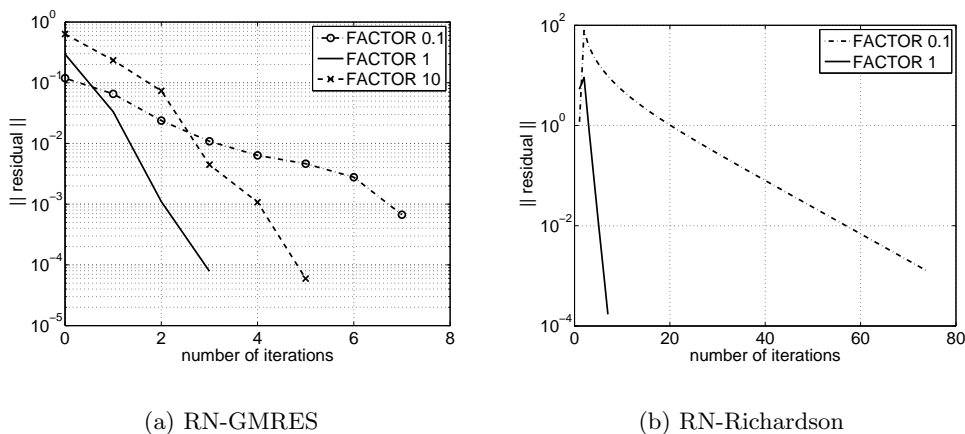 || residual ||
10^0
10^-1
10^-2
10^-3
10^-4
10^-5
0 2 4 6 8
number of iterations
FACTOR 0.1
FACTOR 1
FACTOR 10
(a) RN-GMRES
|| residual ||
10^2
10^0
10^-2
10^-4
0 20 40 60 80
number of iterations
FACTOR 0.1
FACTOR 1
(b) RN-Richardson